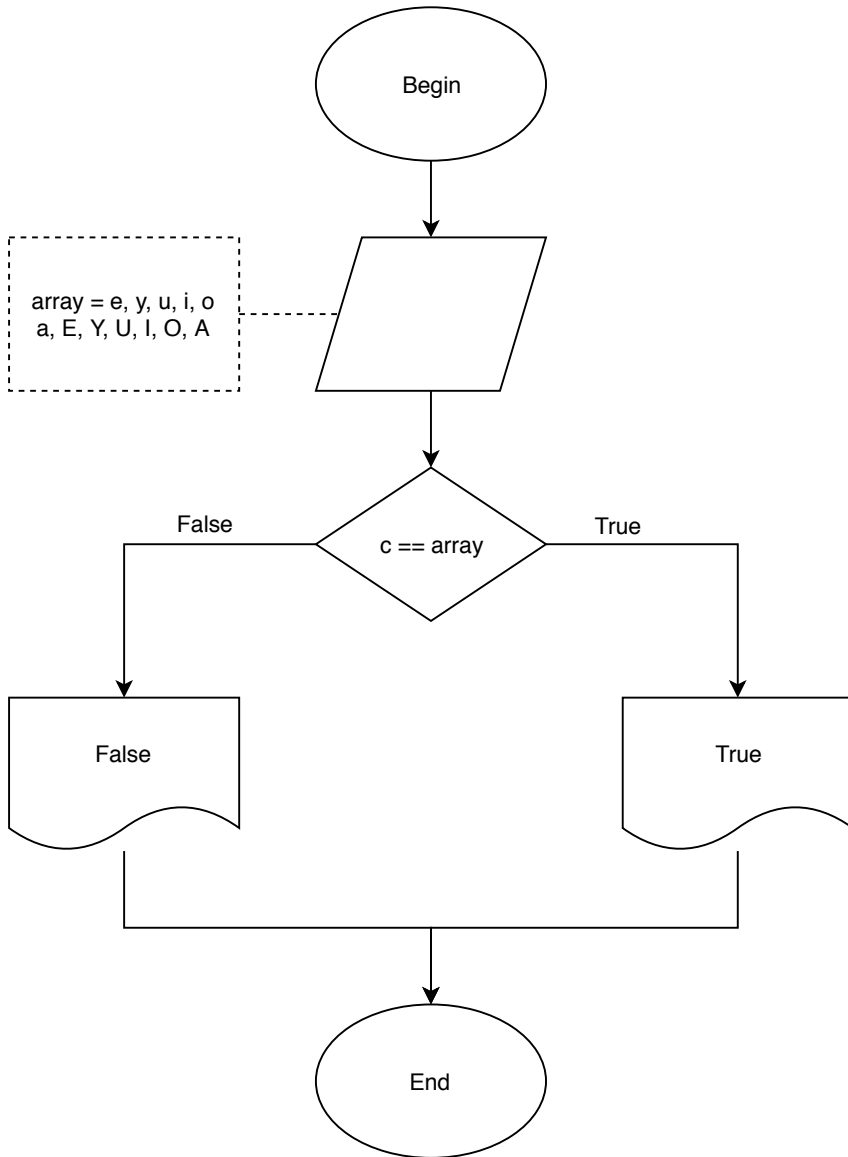 Begin
array = e, y, u, i, o
a, E, Y, U, I, O, A
False
c == array
True
False
True
End